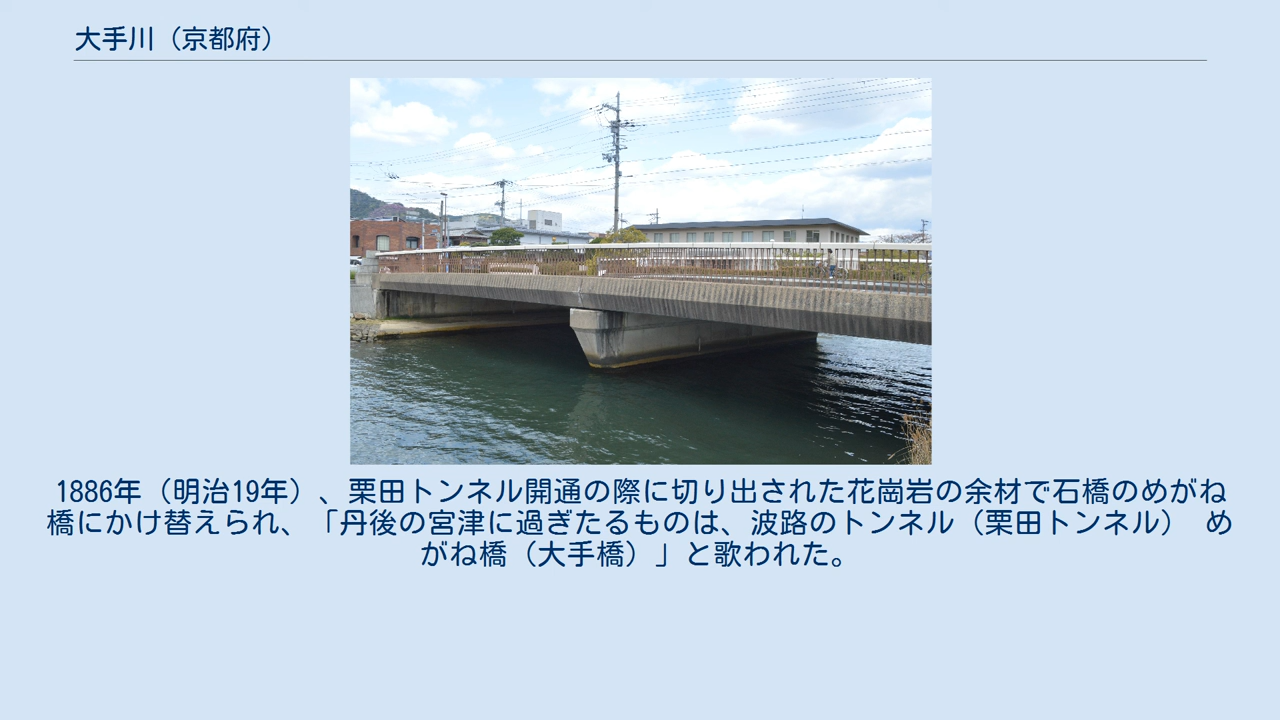 大手川（京都府）
1886年（明治19年）、栗田トンネル開通の際に切り出された花崗岩の余材で石橋のめがね
橋にかけ替えられ、「丹後の宮津に過ぎたるものは、波路のトンネル（栗田トンネル） め
がね橋（大手橋）」と歌われた。